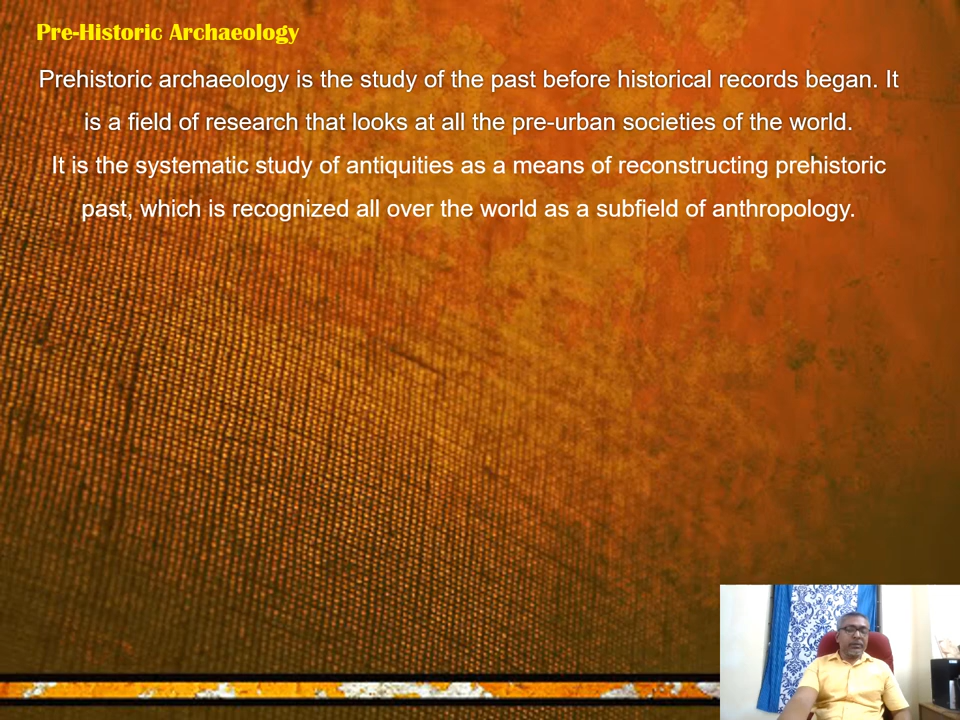 Pre-Historic Archaeology
Prehistoric archaeology is the study of the past before historical records began. It
is a field of research that looks at all the pre-urban societies of the world.
It is the systematic study of antiquities as a means of reconstructing prehistoric
past, which is recognized all over the world as a subfield of anthropology.